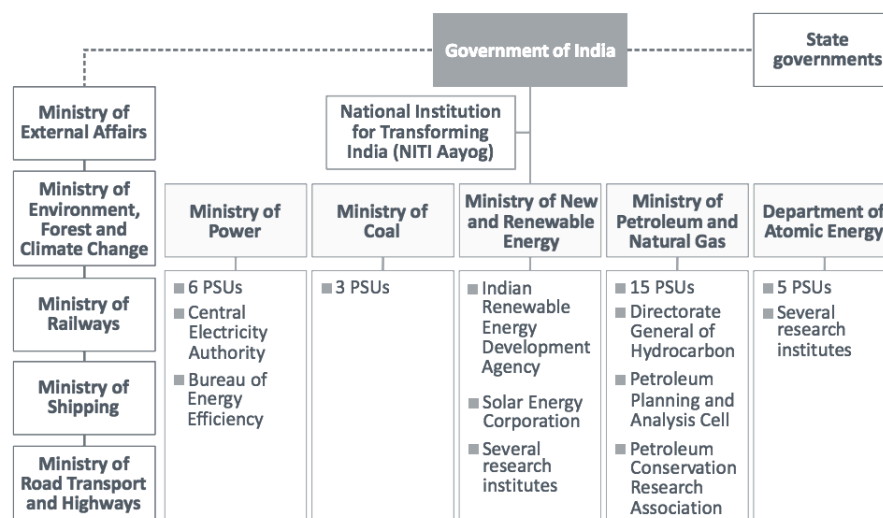 Government of India
State
governments
National Institution
for Transforming
India (NITI Aayog)
Ministry of
External Affairs
Ministry of
Environment,
Forest and
Climate Change
Ministry of
Railways
Ministry of
Shipping
Ministry of
Road Transport
and Highways
Ministry of
Power
6 PSUs
Central
Electricity
Authority
Bureau of
Energy
Efficiency
Ministry of
Coal
3 PSUs
Ministry of New
and Renewable
Energy
Indian
Renewable
Energy
Development
Agency
Solar Energy
Corporation
Several
research
institutes
Ministry of
Petroleum and
Natural Gas
15 PSUs
Directorate
General of
Hydrocarbon
Petroleum
Planning and
Analysis Cell
Petroleum
Conservation
Research
Association
Department of
Atomic Energy
5 PSUs
Several
research
institutes